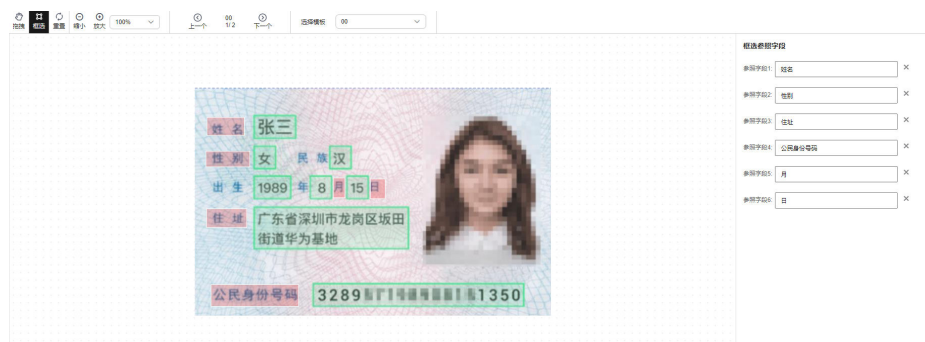 拖拽 框选 重置 缩小 放大 100% 上一个 00 1/2 下一个 选择模板 00
框选参照字段
参照字段1: 姓名
参照字段2: 性别
参照字段3: 住址
参照字段4: 公民身份号码
参照字段5: 月
参照字段6: 日
姓 名 张三
性 别 女 民 族 汉
出 生 1989 年 8 月 15 日
住 址 广东省深圳市龙岗区坂田
街道华为基地
公民身份号码 3289 1350